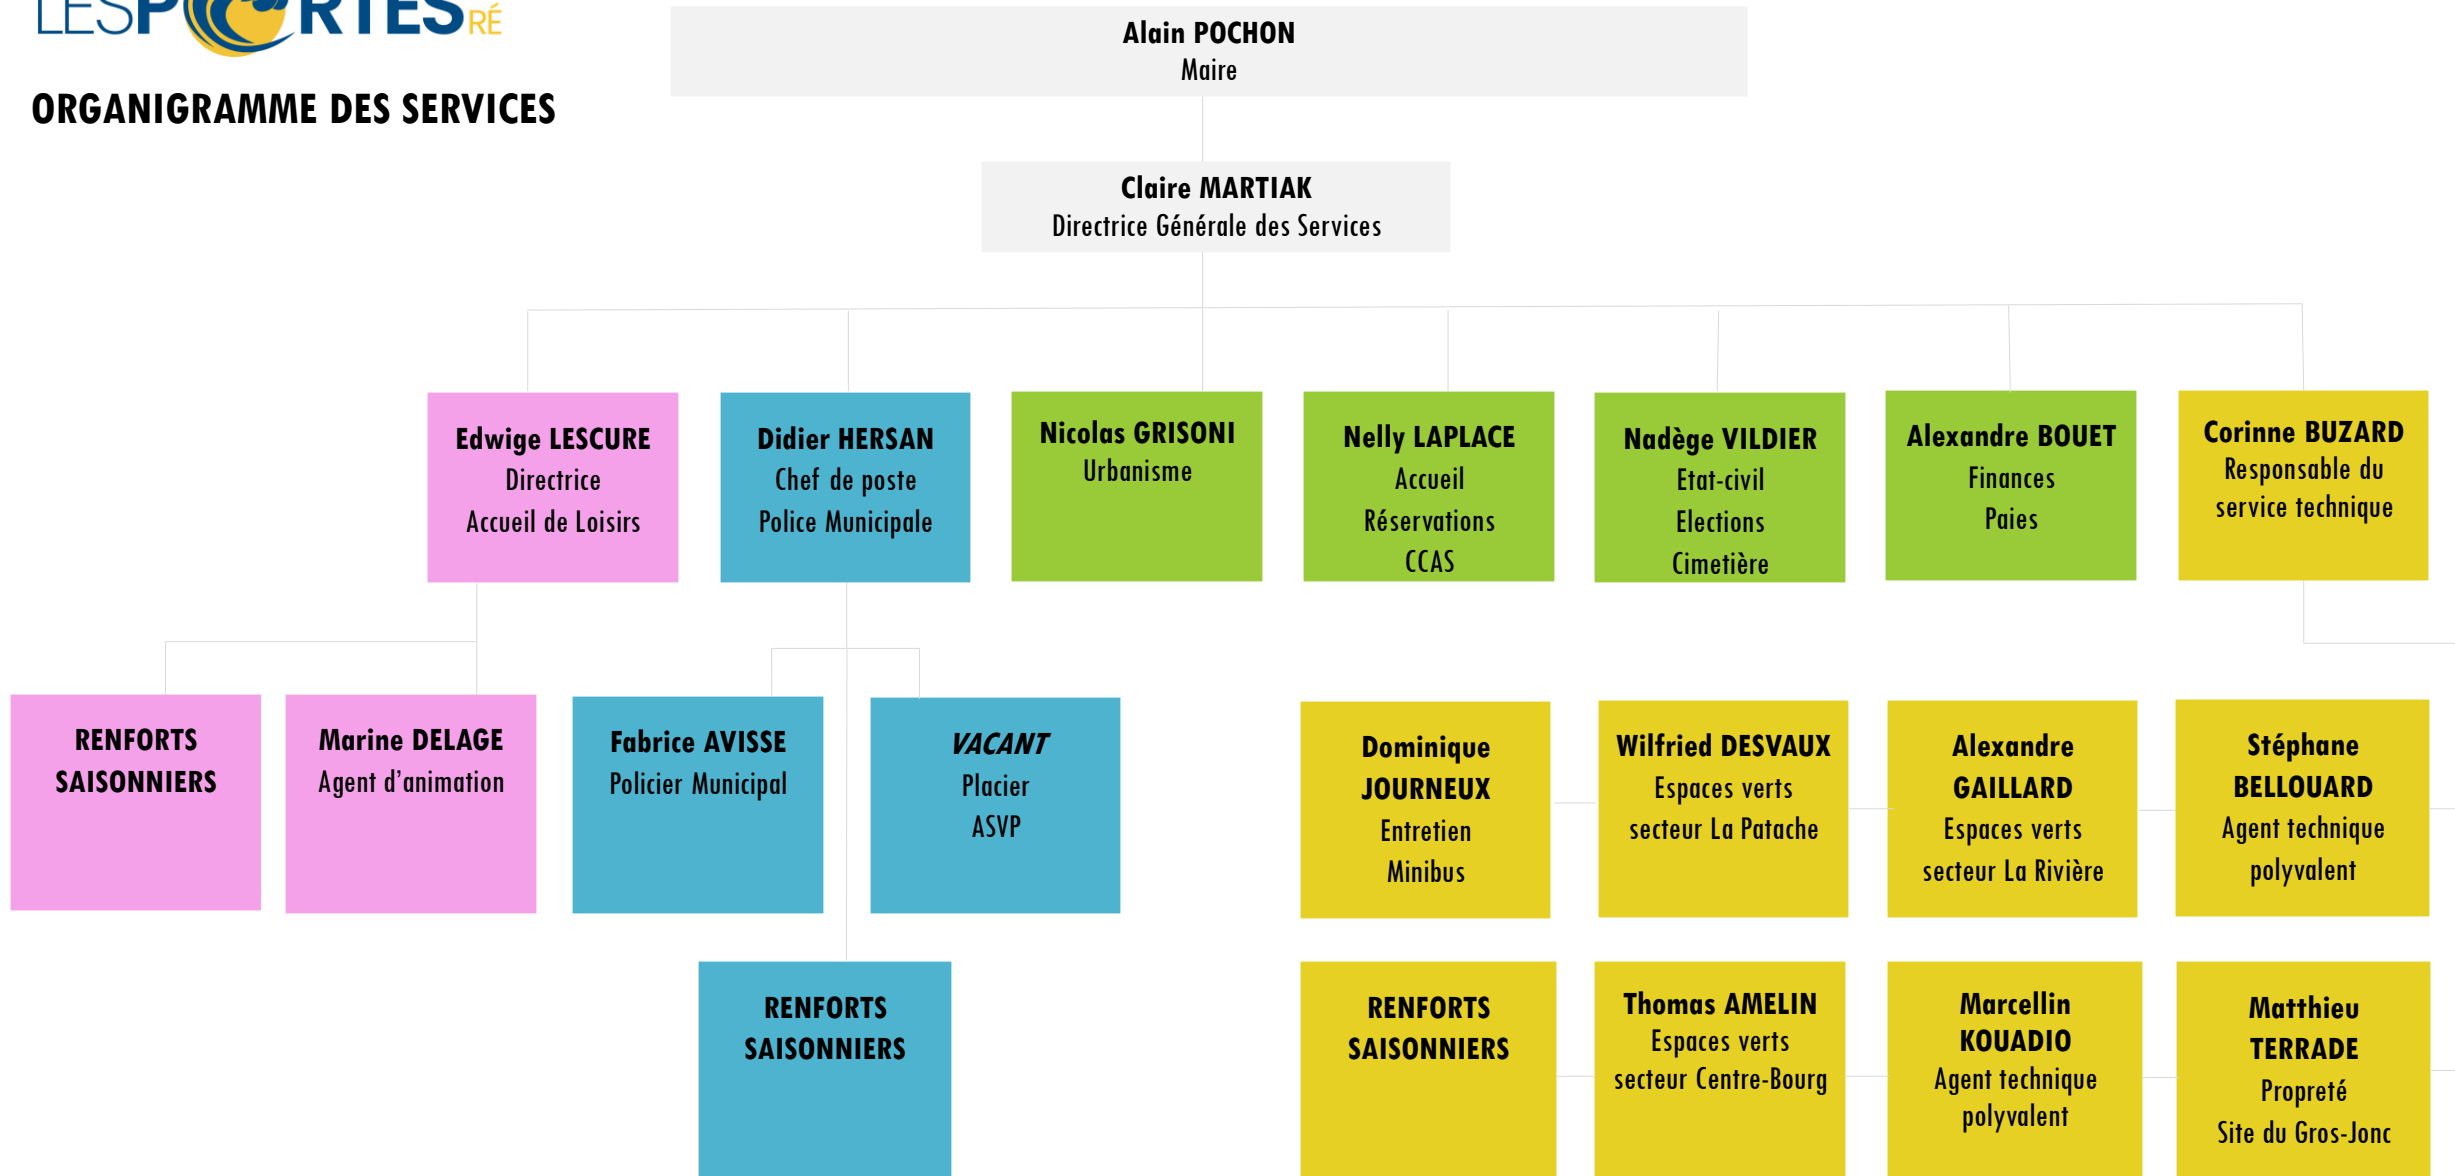 LESPORTESRÉ
ORGANIGRAMME DES SERVICES
Alain POCHON
Maire
Claire MARTIAK
Directrice Générale des Services
Edwige LESCURE
Directrice
Accueil de Loisirs
Didier HERSAN
Chef de poste
Police Municipale
Nicolas GRISONI
Urbanisme
Nelly LAPLACE
Accueil
Réservations
CCAS
Nadège VILDIER
Etat-civil
Elections
Cimetière
Alexandre BOUET
Finances
Paies
Corinne BUZARD
Responsable du
service technique
RENFORTS
SAISONNIERS
Marine DELAGE
Agent d'animation
Fabrice AVISSE
Policier Municipal
VACANT
Placier
ASVP
Dominique
JOURNEUX
Entretien
Minibus
Wilfried DESVAUX
Espaces verts
secteur La Patache
Alexandre
GAILLARD
Espaces verts
secteur La Rivière
Stéphane
BELLOUARD
Agent technique
polyvalent
RENFORTS
SAISONNIERS
RENFORTS
SAISONNIERS
Thomas AMELIN
Espaces verts
secteur Centre-Bourg
Marcellin
KOUADIO
Agent technique
polyvalent
Matthieu
TERRADE
Propreté
Site du Gros-Jonc